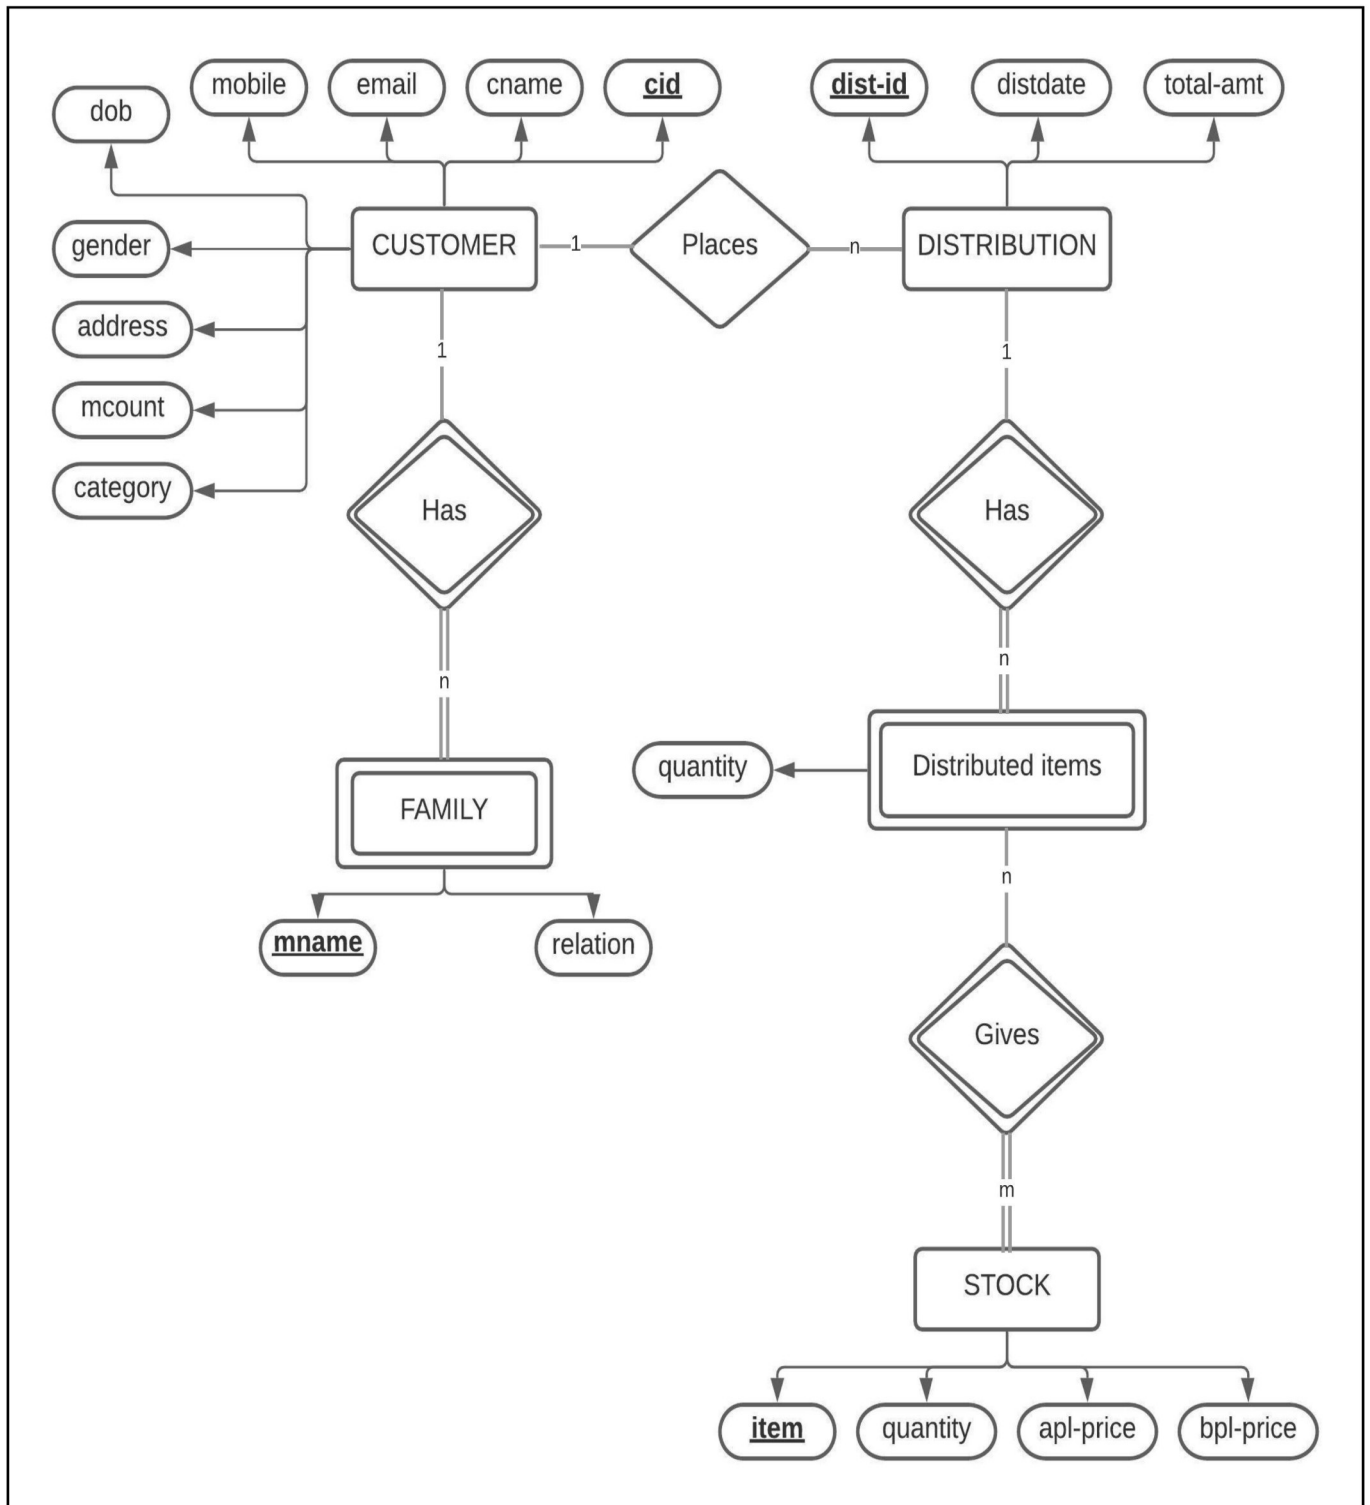 mobile
email
cname
cid
dist-id
distdate
total-amt
dob
gender
CUSTOMER
1
Places
n
DISTRIBUTION
address
1
1
mcount
category
Has
Has
n
n
quantity
Distributed items
FAMILY
n
mname
relation
Gives
m
STOCK
item
quantity
apl-price
bpl-price